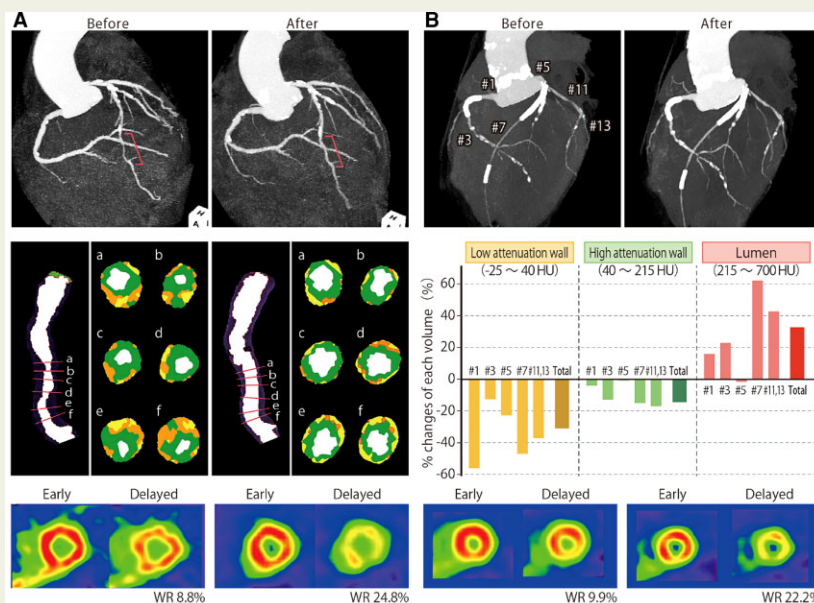 A
Before
After
a
b
c
d
e
f
a
b
c
d
e
f
a
b
c
d
e
f
a
b
c
d
e
f
Early
Delayed
Early
Delayed
WR 8.8%
WR 24.8%
B
Before
After
#1
#5
#11
#3
#7
#13
Low attenuation wall
(-25 ～ 40 HU)
High attenuation wall
(40 ～ 215 HU)
Lumen
(215 ～ 700 HU)
% changes of each volume (%)
60
40
20
0
-20
-40
-60
#1 #3 #5 #7 #11,13 Total
#1 #3 #5 #7 #11,13 Total
#1 #3 #5 #7 #11,13 Total
Early
Delayed
Early
Delayed
WR 9.9%
WR 22.2%